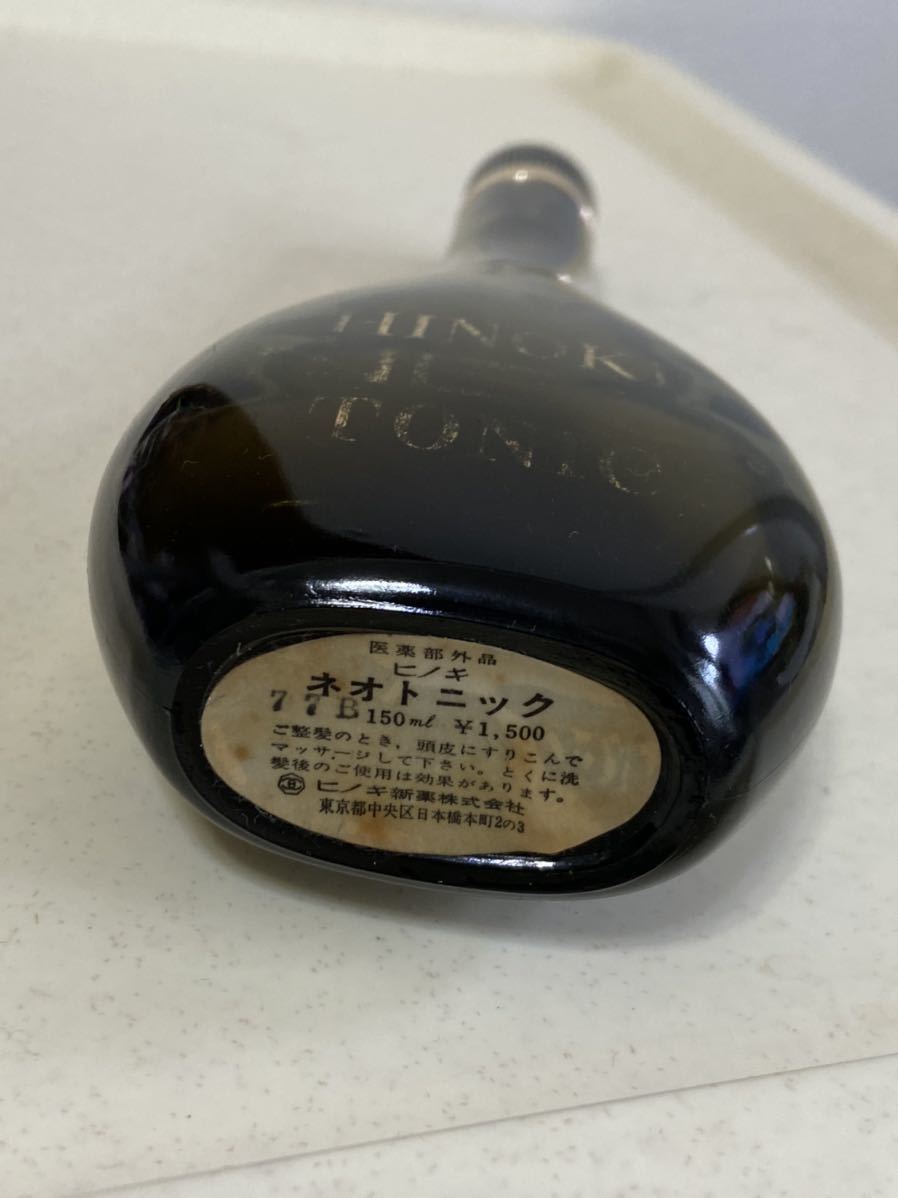 HINOKI
TONIC
医薬部外品
ヒノキ
ネオトニック
77B 150ml ¥1,500
ご整髪のとき，頭皮にすりこんで
マッサージして下さい。とくに洗
髪後のご使用は効果があります。
ヒノキ新薬株式会社
東京都中央区日本橋本町2の3